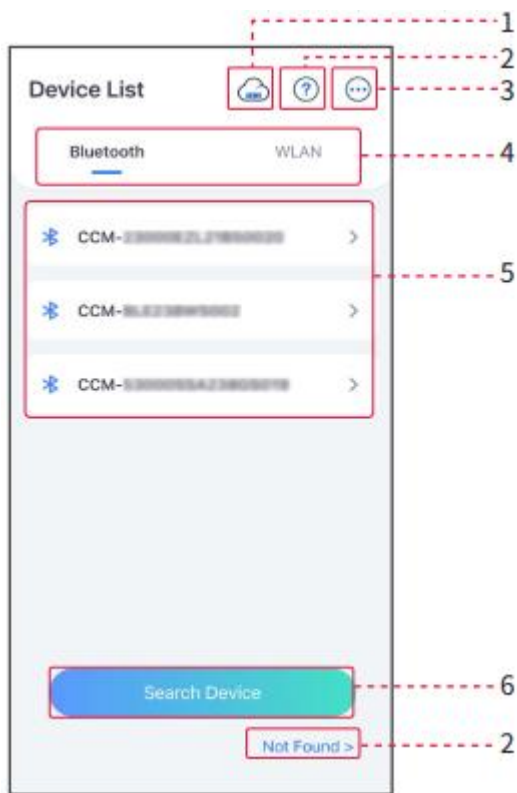 1
2
Device List
3
Bluetooth WLAN
4
CCM-
5
CCM-
CCM-
Search Device
6
Not Found >
2